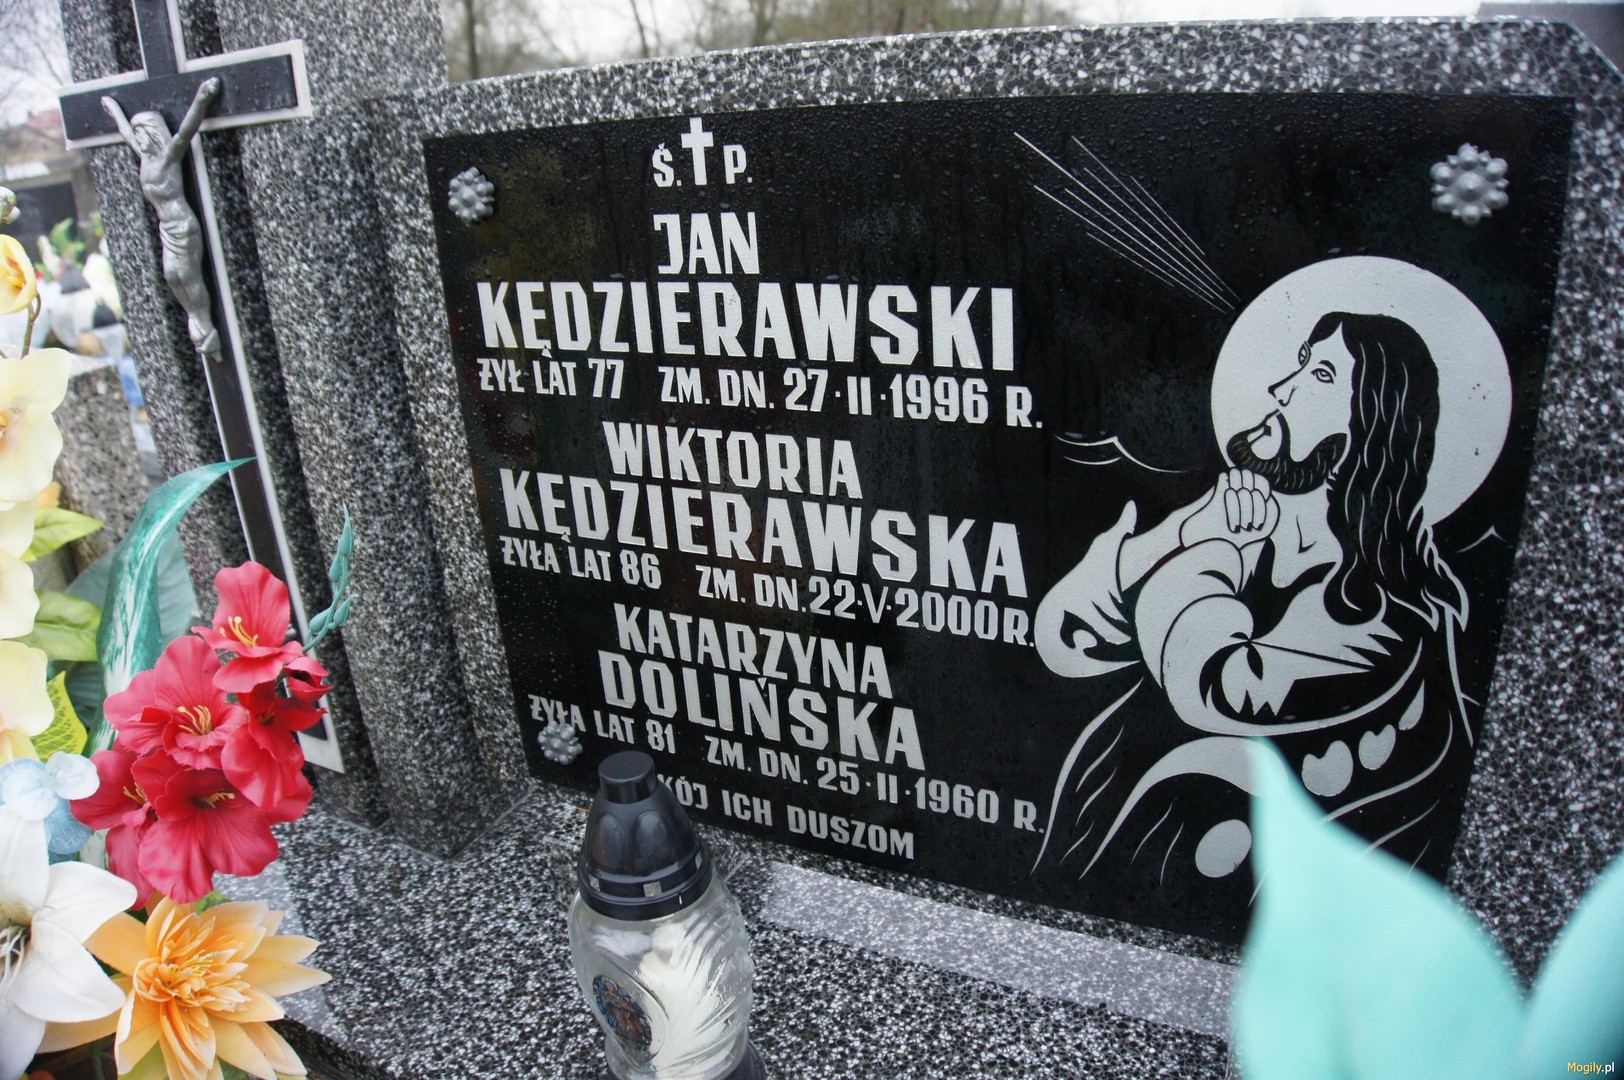 Ś. P.
JAN
KĘDZIERAWSKI
ŻYŁ LAT 77 ZM. DN. 27·II·1996 R.
WIKTORIA
KĘDZIERAWSKA
ŻYŁA LAT 86 ZM. DN. 22·V·2000 R.
KATARZYNA
DOLIŃSKA
ŻYŁA LAT 81 ZM. DN. 25·II·1960 R.
KÓJ ICH DUSZOM
Mogily.pl